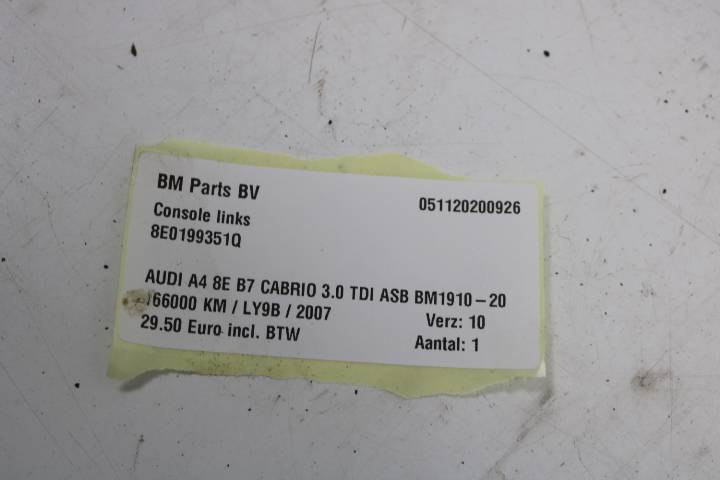 BM Parts BV 051120200926
Console links
8E0199351Q
AUDI A4 8E B7 CABRIO 3.0 TDI ASB BM1910-20
166000 KM / LY9B / 2007 Verz: 10
29.50 Euro incl. BTW Aantal: 1